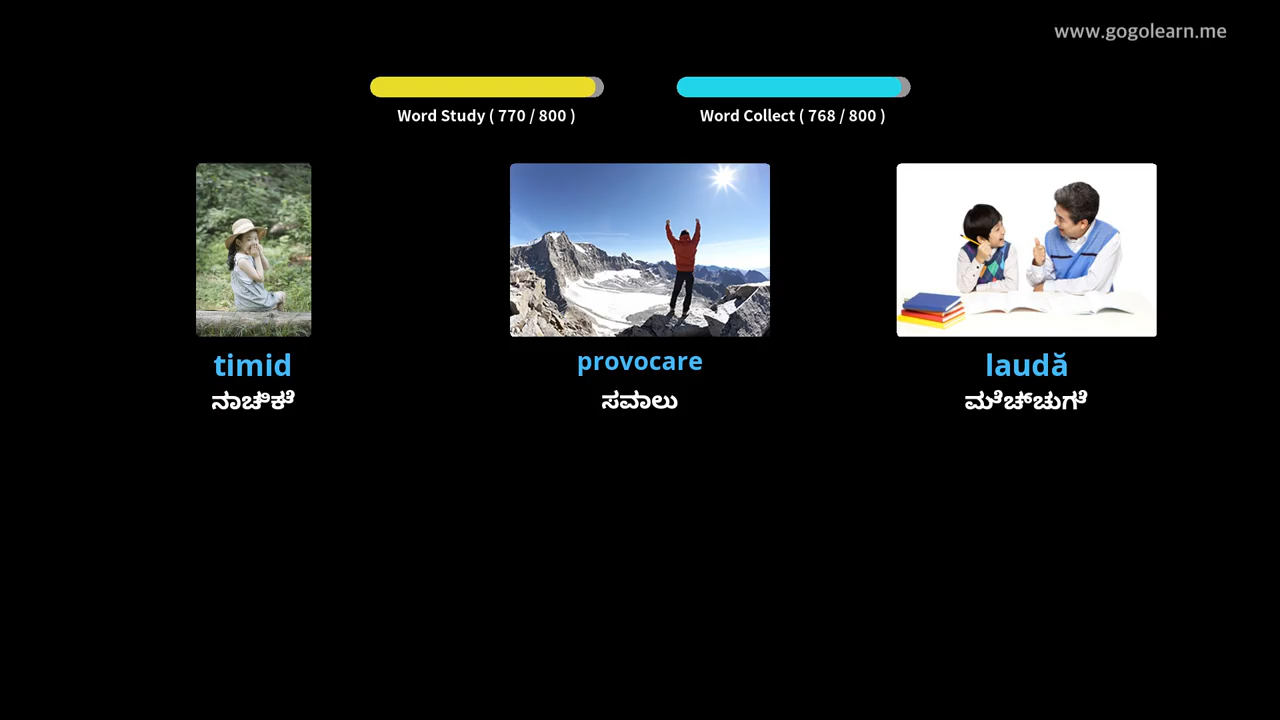 www.gogolearn.me
Word Study ( 770 / 800 )
Word Collect ( 768 / 800 )
timid
ನಾಚಿಕೆ
provocare
ಸವಾಲು
laudă
ಮೆಚ್ಚುಗೆ